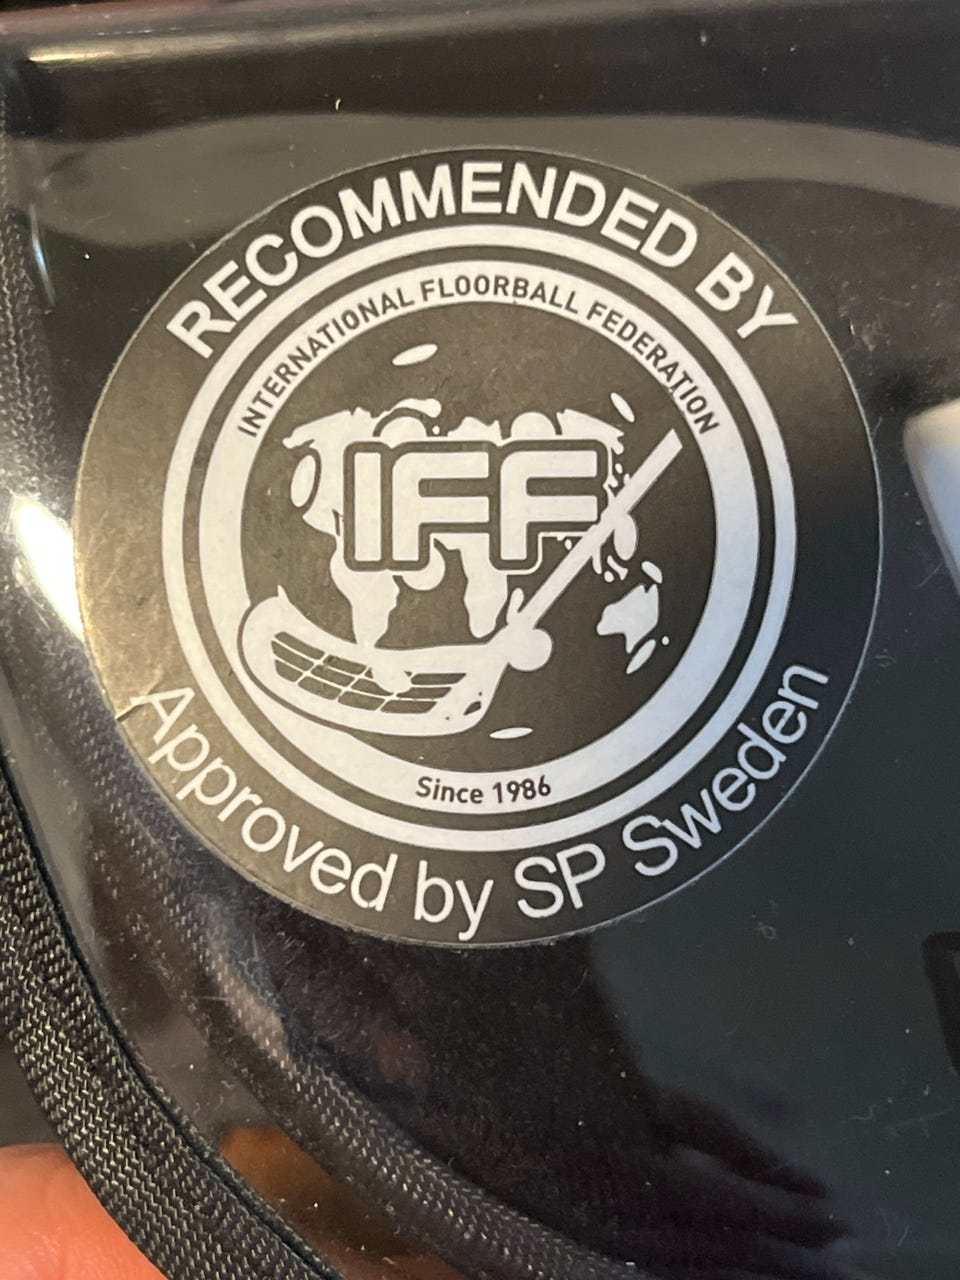 RECOMMENDED BY
INTERNATIONAL FLOORBALL FEDERATION
IFF
Since 1986
Approved by SP Sweden